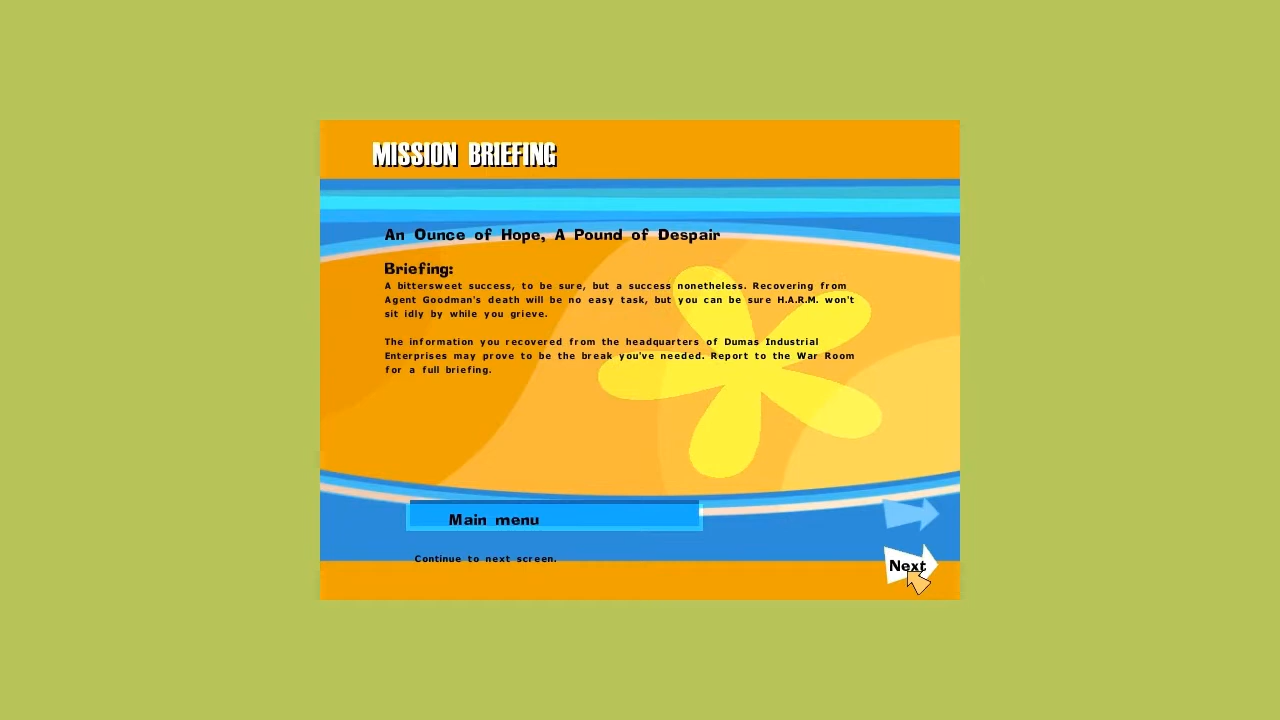 MISSION BRIEFING
An Ounce of Hope, A Pound of Despair
Briefing:
A bittersweet success, to be sure, but a success nonetheless. Recovering from
Agent Goodman's death will be no easy task, but you can be sure H.A.R.M. won't
sit idly by while you grieve.
The information you recovered from the headquarters of Dumas Industrial
Enterprises may prove to be the break you've needed. Report to the War Room
for a full briefing.
Main menu
Continue to next screen.
Next